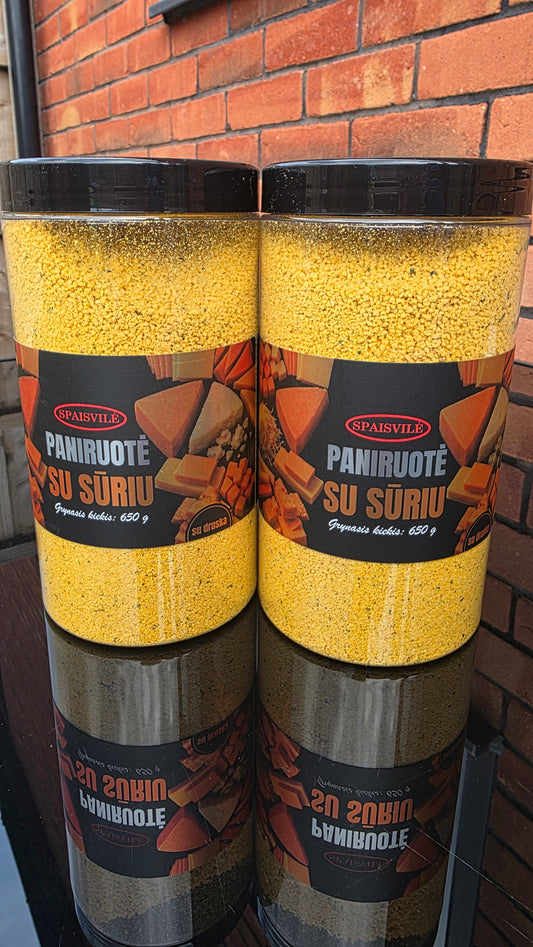 SPAISVILĖ
PANIRUOTĖ
SU SŪRIU
Grynasis kiekis: 650 g
su druska
SPAISVILĖ
PANIRUOTĖ
SU SŪRIU
Grynasis kiekis: 650 g
su druska